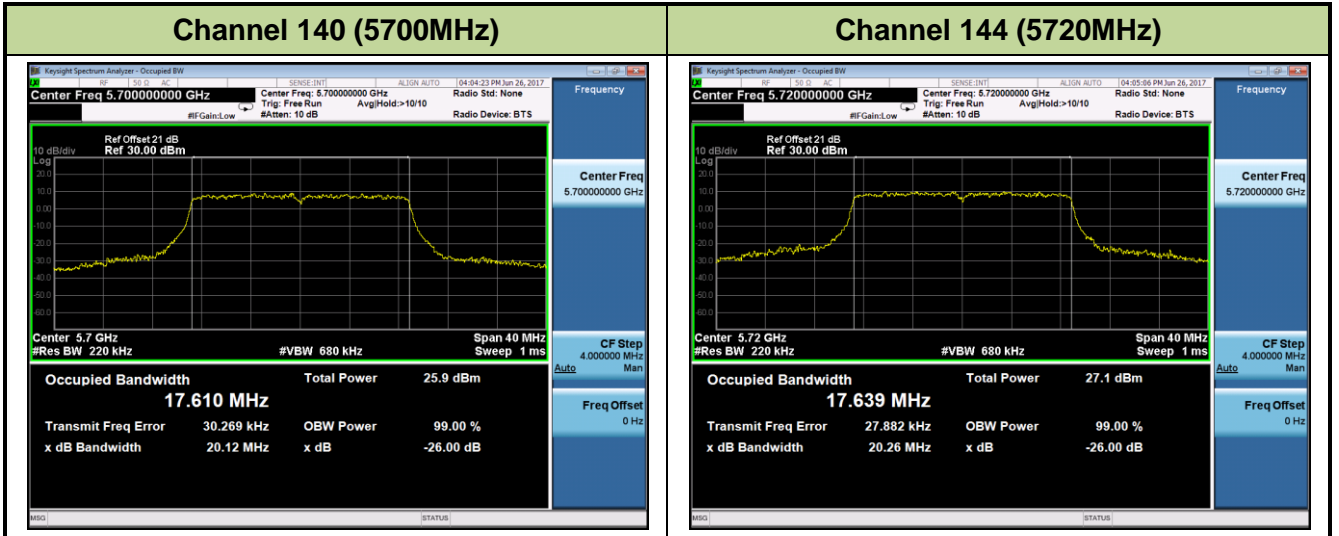 Channel 140 (5700MHz)
Keysight Spectrum Analyzer - Occupied BW
RF 50 Ω AC SENSE:INT ALIGN AUTO 04:04:23 PM Jun 26, 2017
Center Freq 5.700000000 GHz
Center Freq: 5.700000000 GHz
Radio Std: None
Trig: Free Run Avg|Hold:>10/10
#IFGain:Low #Atten: 10 dB Radio Device: BTS
Ref Offset 21 dB
10 dB/div Ref 30.00 dBm
Log
20.0
10.0
0.00
-10.0
-20.0
-30.0
-40.0
-50.0
-60.0
Center 5.7 GHz Span 40 MHz
#Res BW 220 kHz #VBW 680 kHz Sweep 1 ms
Occupied Bandwidth Total Power 25.9 dBm
17.610 MHz
Transmit Freq Error 30.269 kHz OBW Power 99.00 %
x dB Bandwidth 20.12 MHz x dB -26.00 dB
MSG STATUS
Frequency
Center Freq
5.700000000 GHz
CF Step
4.000000 MHz
Auto Man
Freq Offset
0 Hz
Channel 144 (5720MHz)
Keysight Spectrum Analyzer - Occupied BW
RF 50 Ω AC SENSE:INT ALIGN AUTO 04:05:06 PM Jun 26, 2017
Center Freq 5.720000000 GHz
Center Freq: 5.720000000 GHz
Radio Std: None
Trig: Free Run Avg|Hold:>10/10
#IFGain:Low #Atten: 10 dB Radio Device: BTS
Ref Offset 21 dB
10 dB/div Ref 30.00 dBm
Log
20.0
10.0
0.00
-10.0
-20.0
-30.0
-40.0
-50.0
-60.0
Center 5.72 GHz Span 40 MHz
#Res BW 220 kHz #VBW 680 kHz Sweep 1 ms
Occupied Bandwidth Total Power 27.1 dBm
17.639 MHz
Transmit Freq Error 27.882 kHz OBW Power 99.00 %
x dB Bandwidth 20.26 MHz x dB -26.00 dB
MSG STATUS
Frequency
Center Freq
5.720000000 GHz
CF Step
4.000000 MHz
Auto Man
Freq Offset
0 Hz